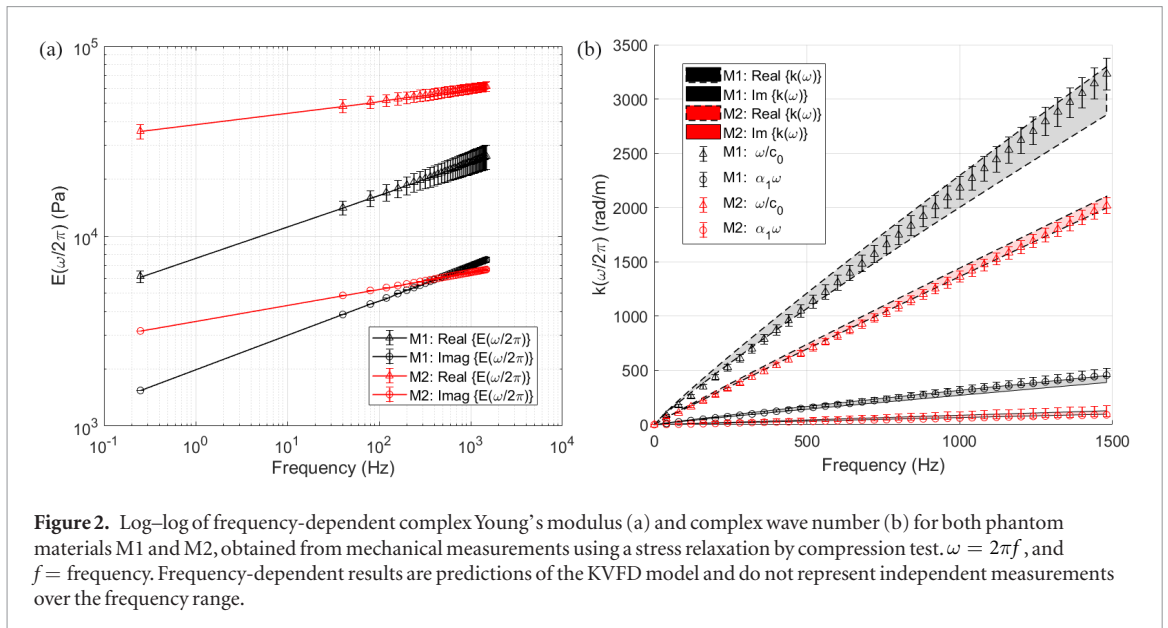 (a)
10^5
10^4
10^3
E(ω/2π) (Pa)
M1: Real {E(ω/2π)}
M1: Imag {E(ω/2π)}
M2: Real {E(ω/2π)}
M2: Imag {E(ω/2π)}
10^-1 10^0 10^1 10^2 10^3 10^4
Frequency (Hz)
(b)
3500
3000
2500
2000
1500
1000
500
0
k(ω/2π) (rad/m)
M1: Real {k(ω)}
M1: Im {k(ω)}
M2: Real {k(ω)}
M2: Im {k(ω)}
M1: ω/c_0
M1: α_1ω
M2: ω/c_0
M2: α_1ω
0 500 1000 1500
Frequency (Hz)
Figure 2. Log–log of frequency-dependent complex Young's modulus (a) and complex wave number (b) for both phantom
materials M1 and M2, obtained from mechanical measurements using a stress relaxation by compression test. ω = 2πf, and
f = frequency. Frequency-dependent results are predictions of the KVFD model and do not represent independent measurements
over the frequency range.